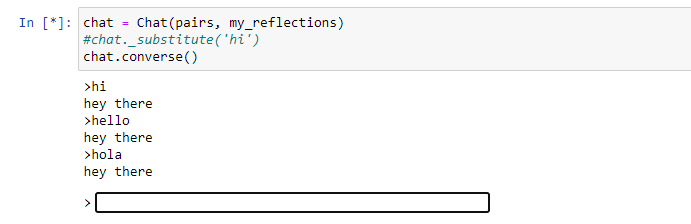 In [*]: chat = Chat(pairs, my_reflections)
#chat._substitute('hi')
chat.converse()
>hi
hey there
>hello
hey there
>hola
hey there
>